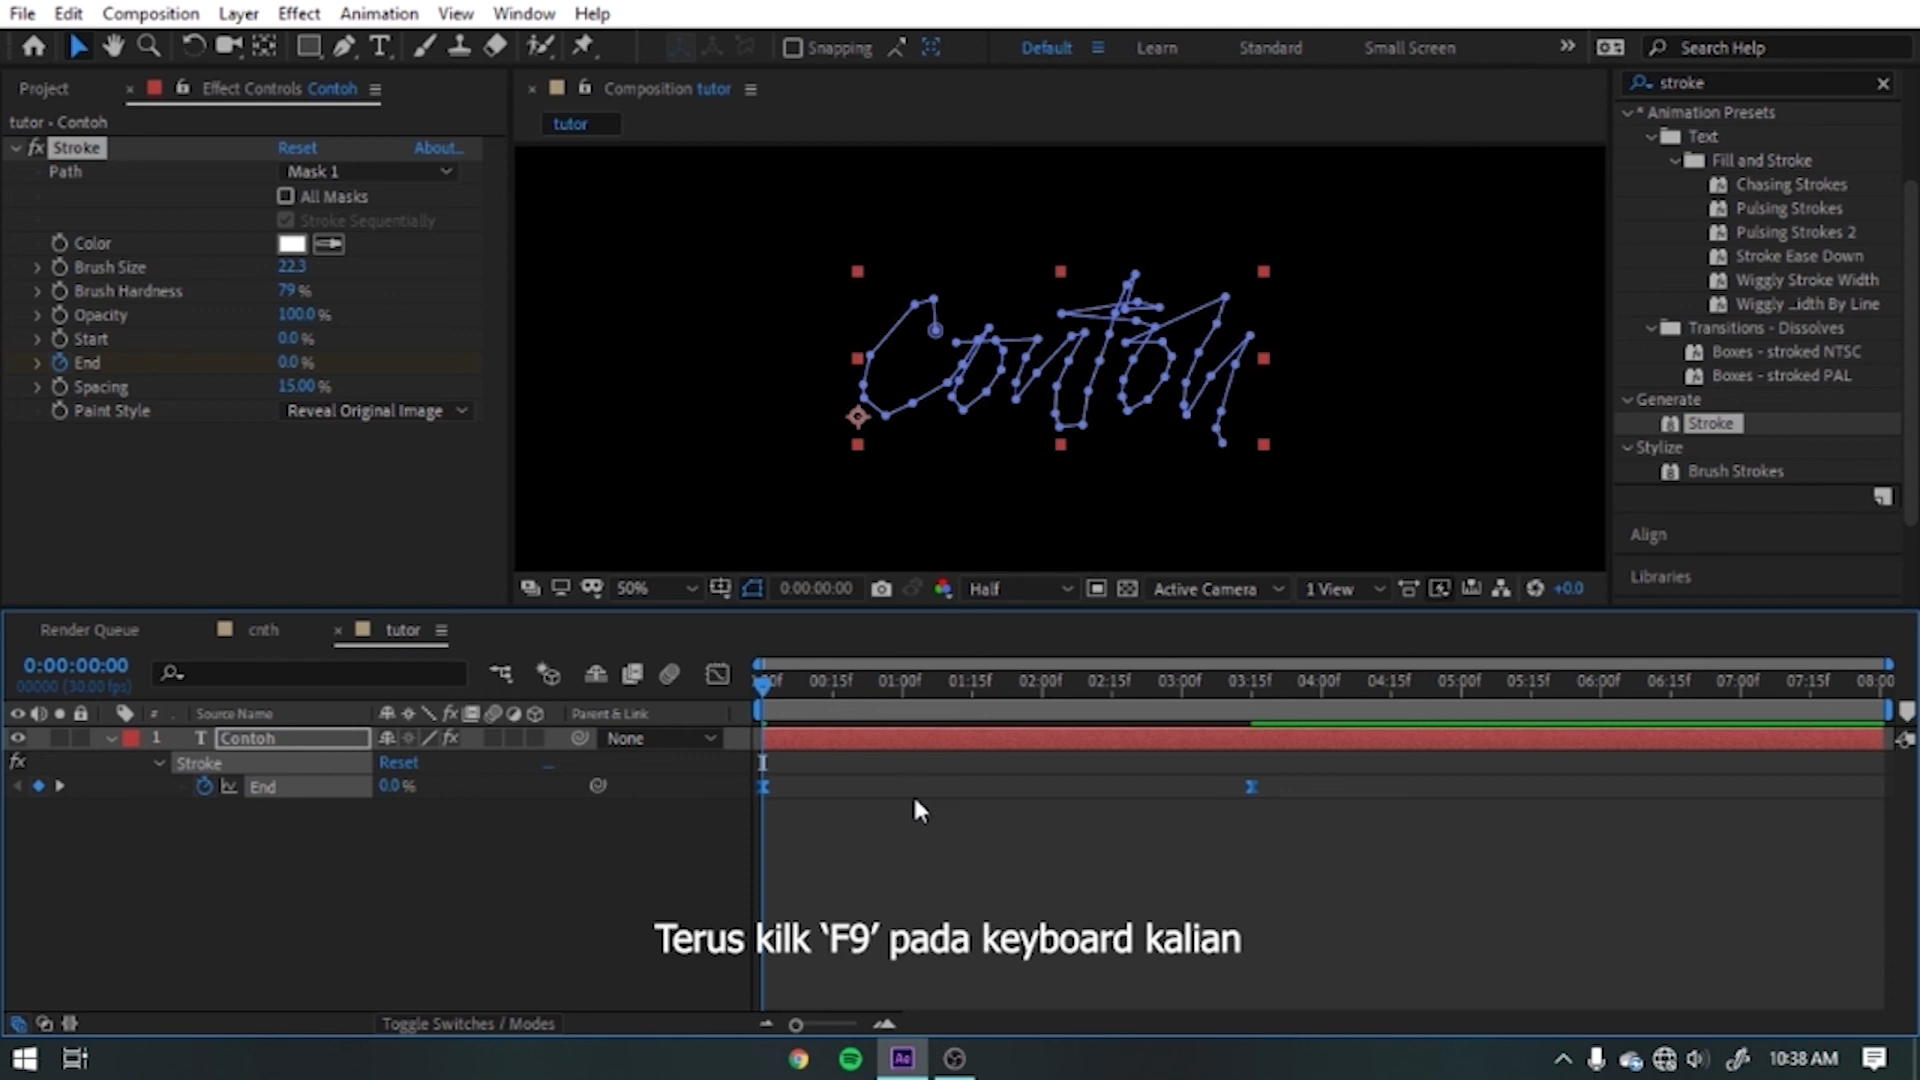 File Edit Composition Layer Effect Animation View Window Help
Snapping Default Learn Standard Small Screen Search Help
Project Effect Controls Contoh
Composition tutor
stroke
tutor - Contoh
tutor
fx Stroke Reset About...
Path Mask 1
All Masks
Stroke Sequentially
Color
Brush Size 22.3
Brush Hardness 79 %
Opacity 100.0 %
Start 0.0 %
End 0.0 %
Spacing 15.00 %
Paint Style Reveal Original Image
Contoh
* Animation Presets
Text
Fill and Stroke
Chasing Strokes
Pulsing Strokes
Pulsing Strokes 2
Stroke Ease Down
Wiggly Stroke Width
Wiggly ...idth By Line
Transitions - Dissolves
Boxes - stroked NTSC
Boxes - stroked PAL
Generate
Stroke
Stylize
Brush Strokes
Align
Libraries
50% 0:00:00:00 Half Active Camera 1 View +0.0
Render Queue cnth tutor
0:00:00:00
00000 (30.00 fps)
:00f 00:15f 01:00f 01:15f 02:00f 02:15f 03:00f 03:15f 04:00f 04:15f 05:00f 05:15f 06:00f 06:15f 07:00f 07:15f 08:00
# . Source Name fx Parent & Link
1 T Contoh fx None
fx Stroke Reset
End 0.0 %
Terus kilk ‘F9’ pada keyboard kalian
Toggle Switches / Modes
Ae 10:38 AM